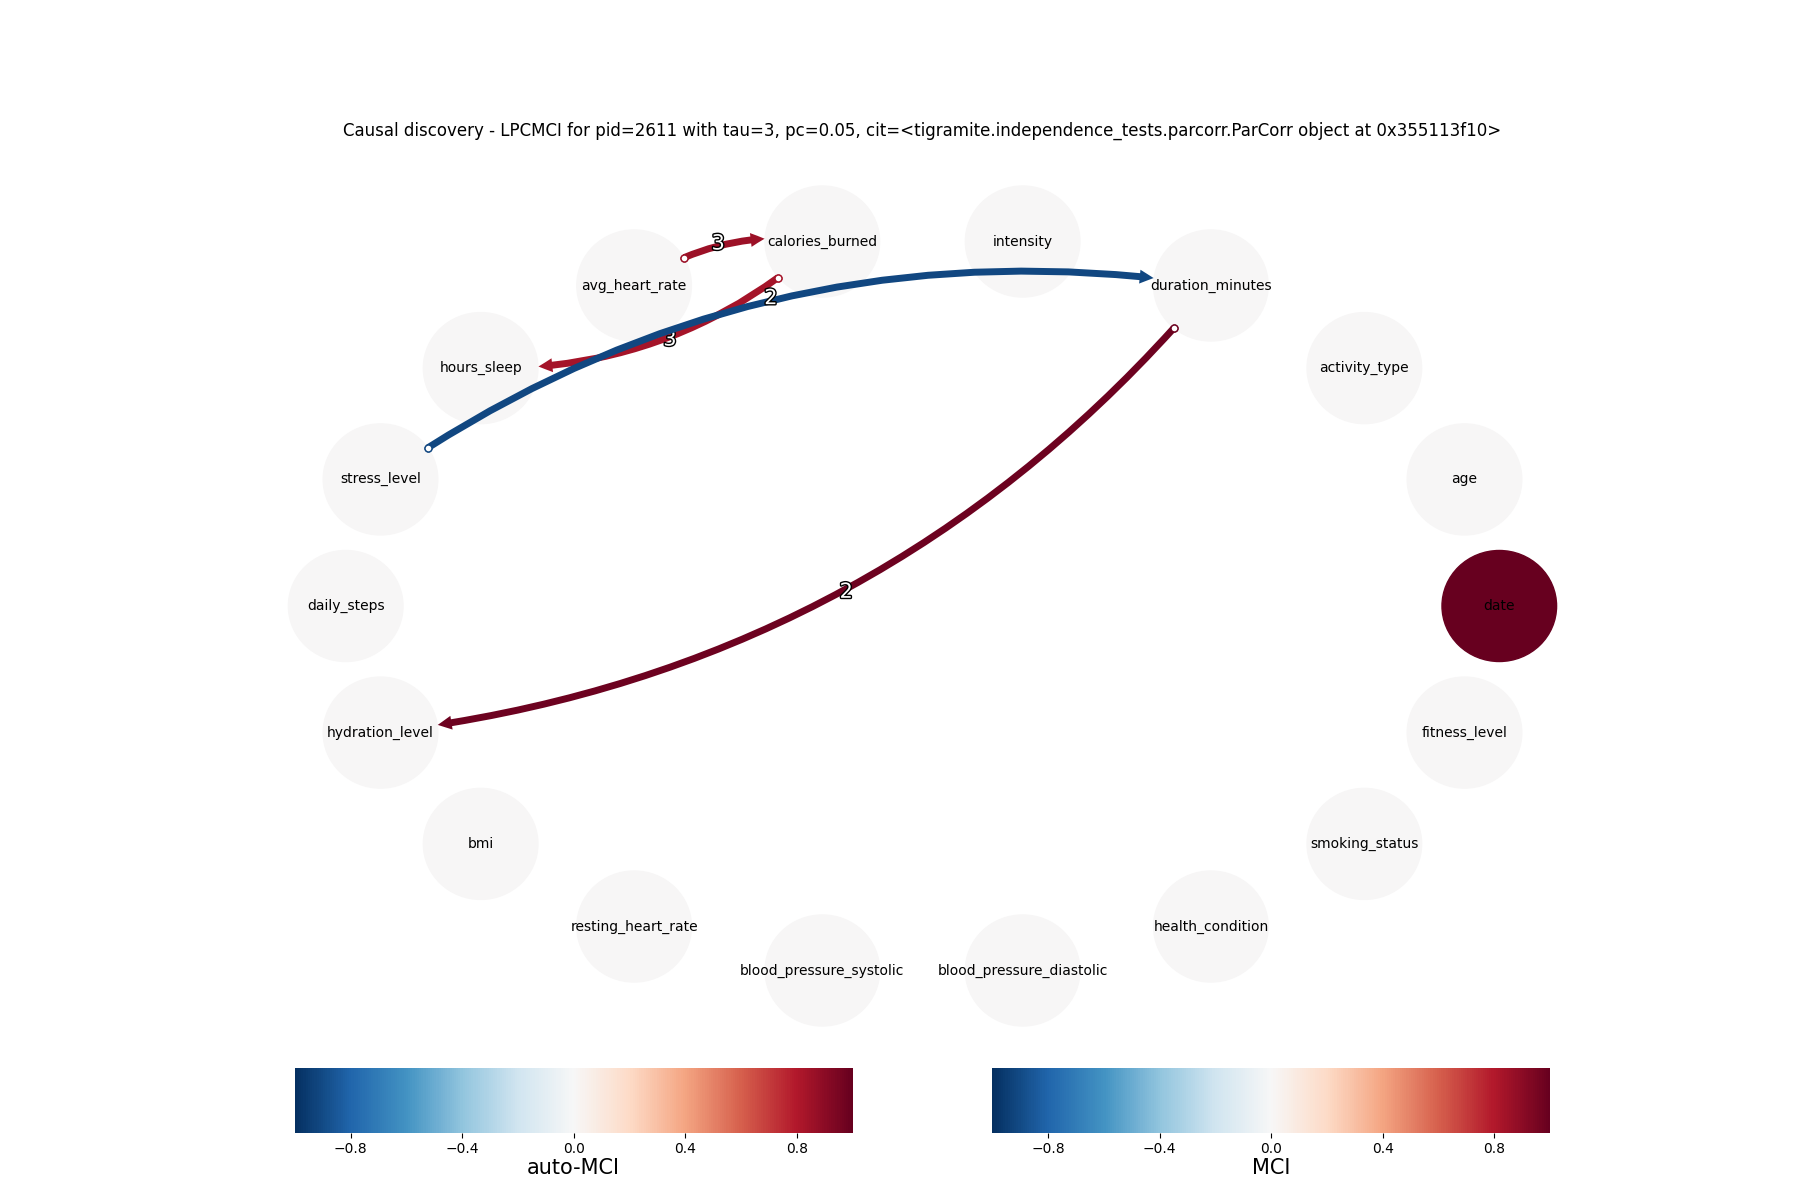 Causal discovery - LPCMCI for pid=2611 with tau=3, pc=0.05, cit=<tigramite.independence_tests.parcorr.ParCorr object at 0x355113f10>
calories_burned
intensity
3
avg_heart_rate
duration_minutes
2
3
hours_sleep
activity_type
stress_level
age
2
daily_steps
date
hydration_level
fitness_level
bmi
smoking_status
resting_heart_rate
health_condition
blood_pressure_systolic
blood_pressure_diastolic
−0.8 −0.4 0.0 0.4 0.8
auto-MCI
−0.8 −0.4 0.0 0.4 0.8
MCI